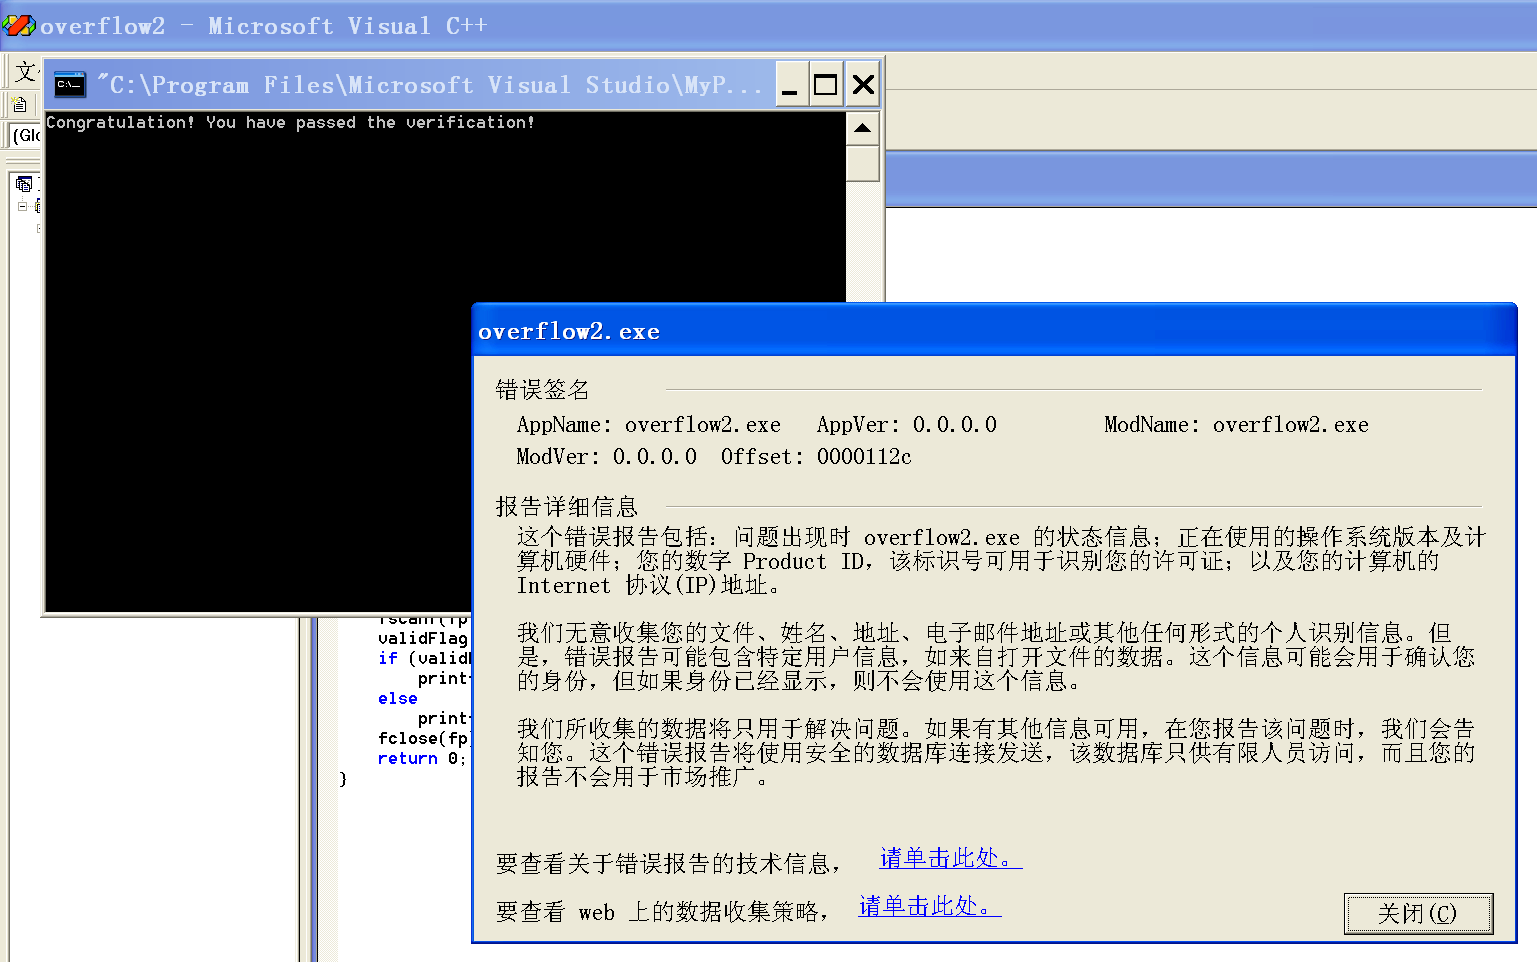 overflow2 - Microsoft Visual C++
文
"C:\Program Files\Microsoft Visual Studio\MyP...
Congratulation! You have passed the verification!
(Glo
overflow2.exe
错误签名
AppName: overflow2.exe AppVer: 0.0.0.0 ModName: overflow2.exe
ModVer: 0.0.0.0 Offset: 0000112c
报告详细信息
这个错误报告包括: 问题出现时 overflow2.exe 的状态信息; 正在使用的操作系统版本及计
算机硬件; 您的数字 Product ID, 该标识号可用于识别您的许可证; 以及您的计算机的
Internet 协议(IP)地址。
我们无意收集您的文件、姓名、地址、电子邮件地址或其他任何形式的个人识别信息。但
是, 错误报告可能包含特定用户信息, 如来自打开文件的数据。这个信息可能会用于确认您
的身份, 但如果身份已经显示, 则不会使用这个信息。
我们所收集的数据将只用于解决问题。如果有其他信息可用, 在您报告该问题时, 我们会告
知您。这个错误报告将使用安全的数据库连接发送, 该数据库只供有限人员访问, 而且您的
报告不会用于市场推广。
要查看关于错误报告的技术信息, 请单击此处。
要查看 web 上的数据收集策略, 请单击此处。
关闭(C)
fscanf(fp
validFlag
if (valid
print
else
print
fclose(fp
return 0;
}